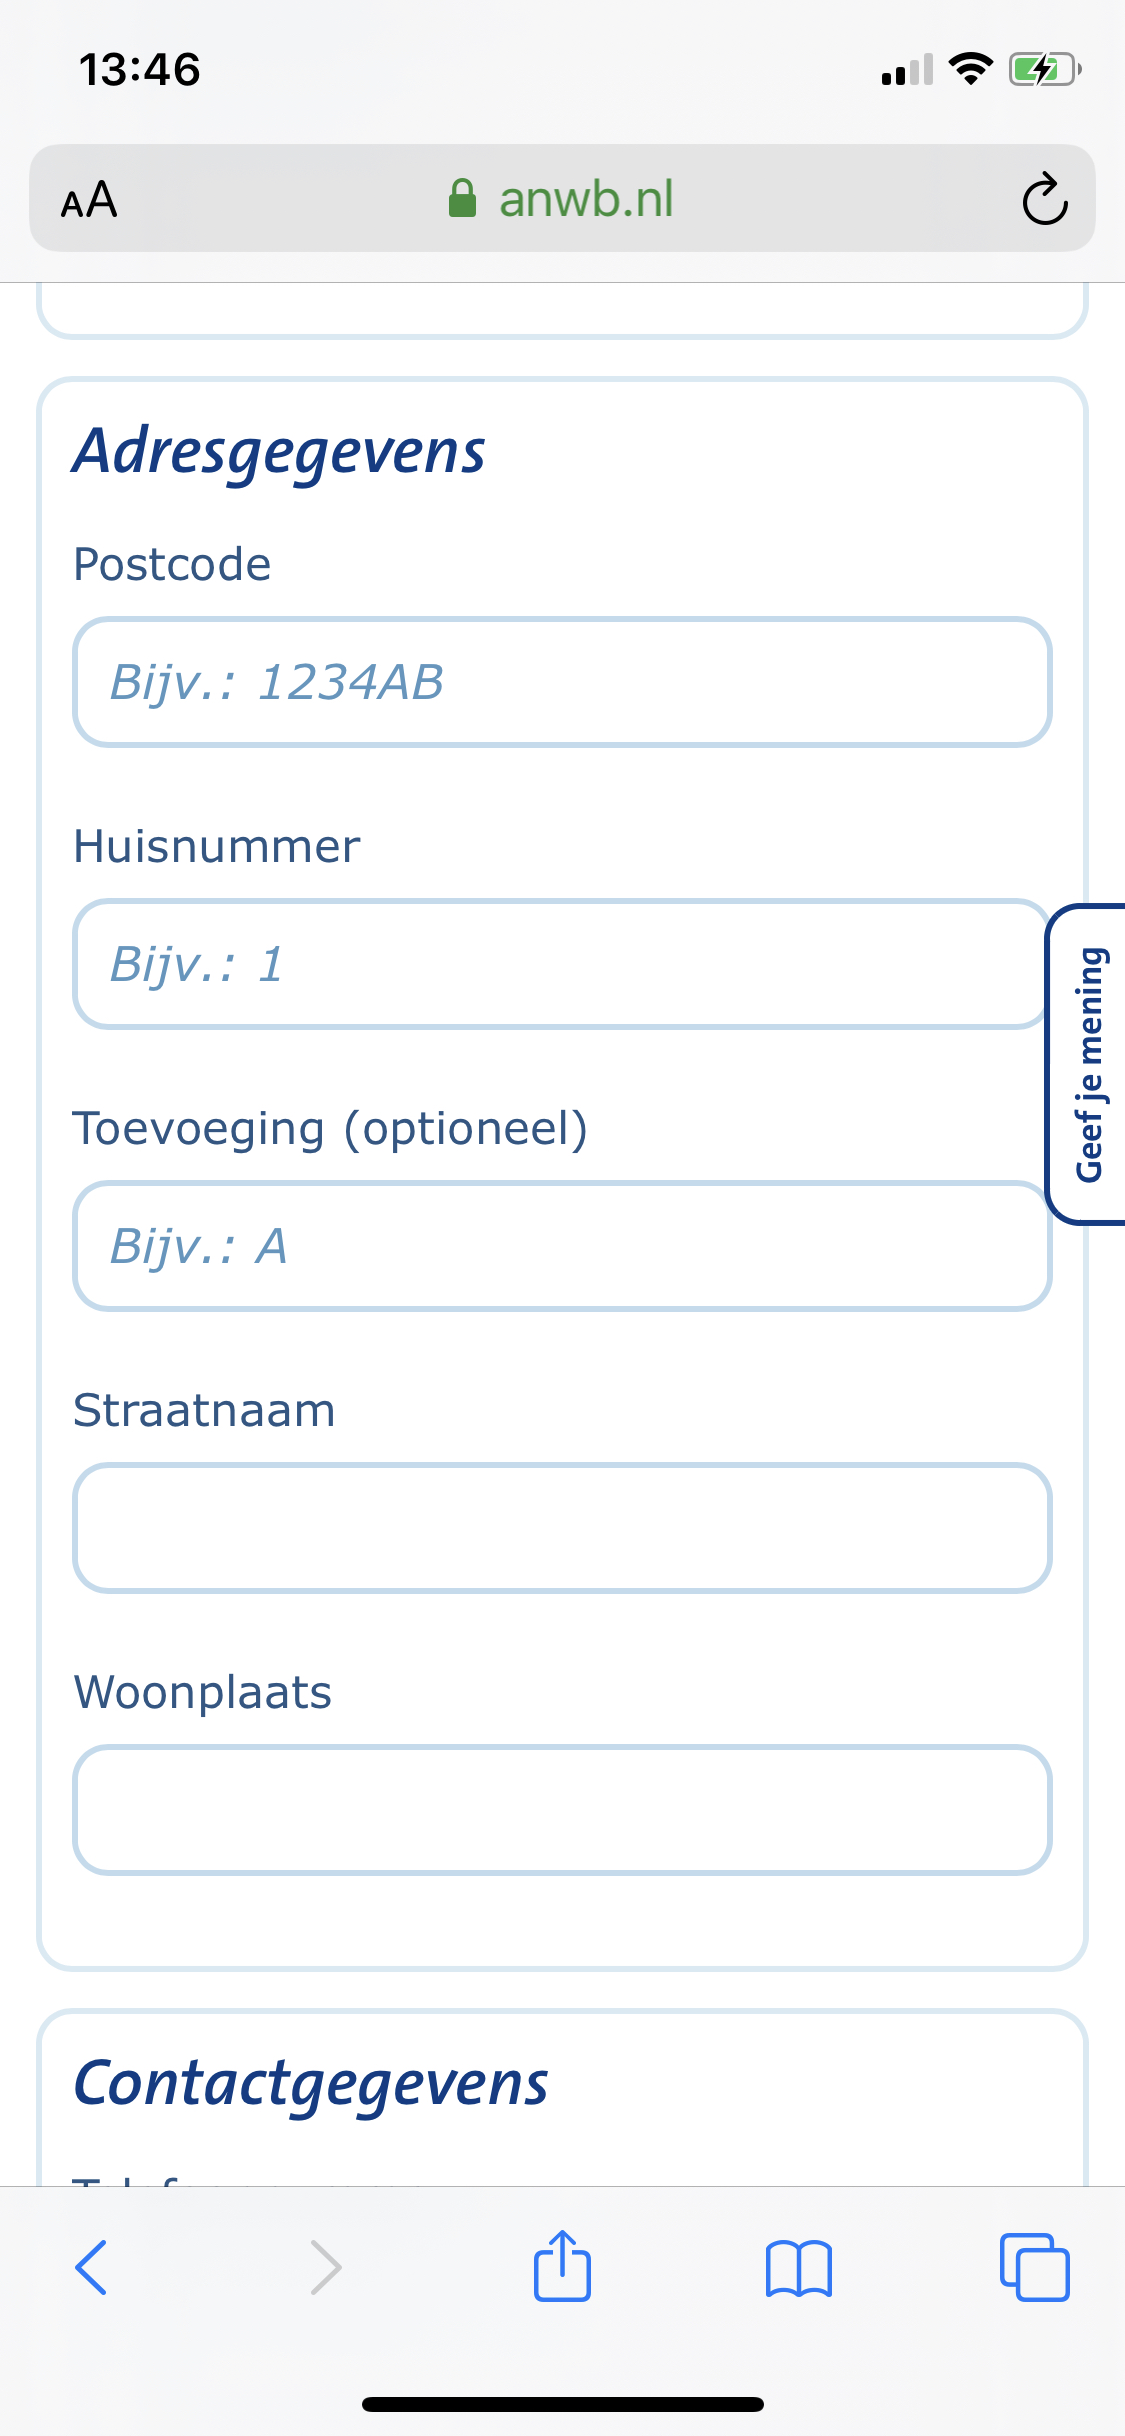 13:46
AA
anwb.nl
Adresgegevens
Postcode
Bijv.: 1234AB
Huisnummer
Bijv.: 1
Geef je mening
Toevoeging (optioneel)
Bijv.: A
Straatnaam
Woonplaats
Contactgegevens